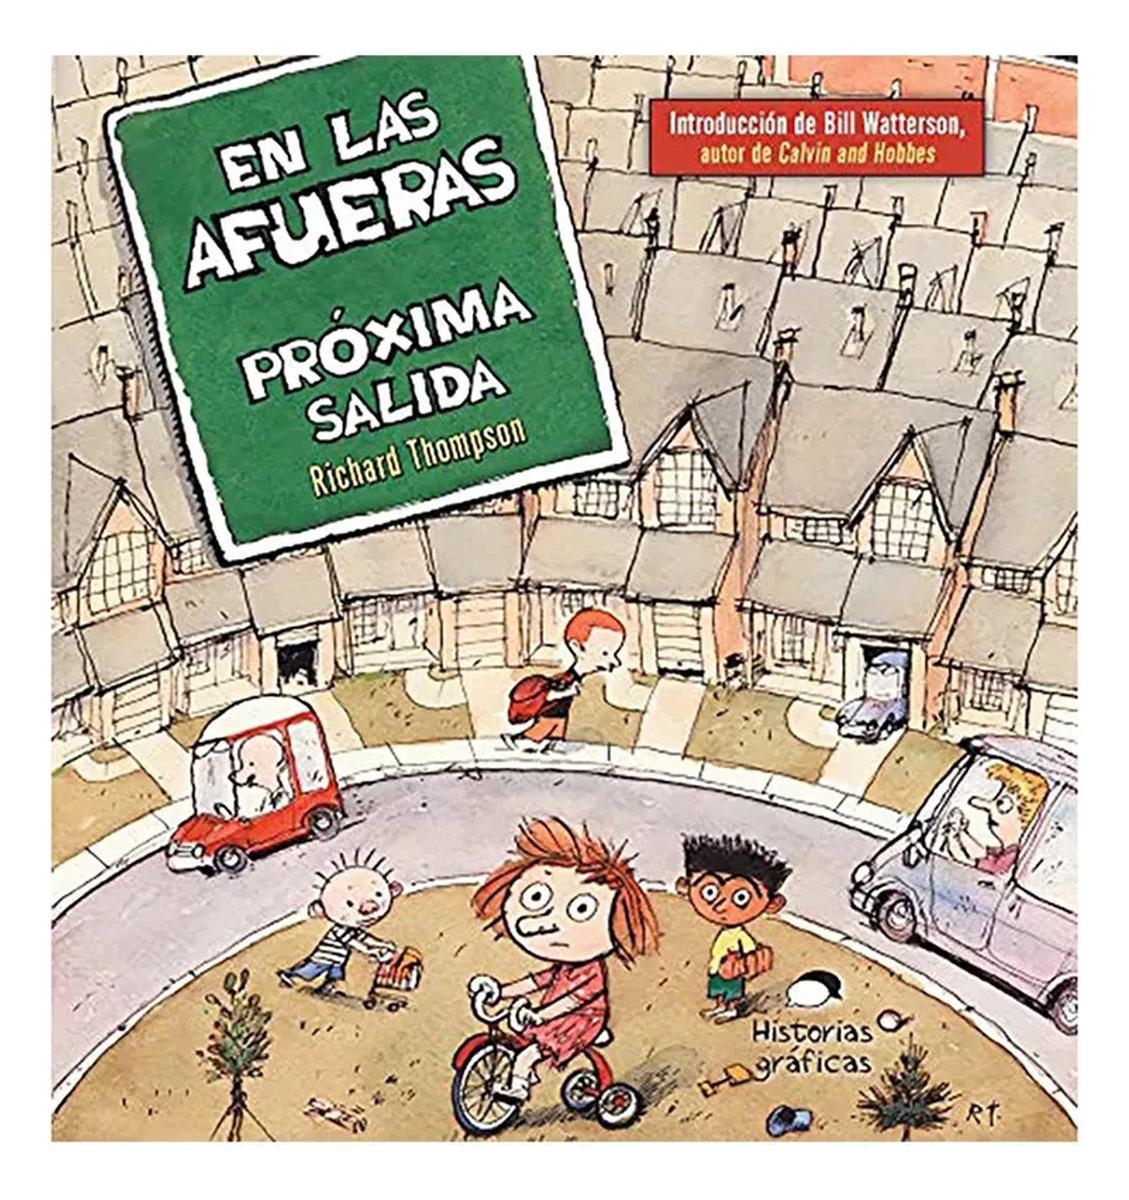 EN LAS
AFUERAS
PRÓXIMA
SALIDA
Richard Thompson
Introducción de Bill Watterson,
autor de Calvin and Hobbes
Historias
gráficas
RT.